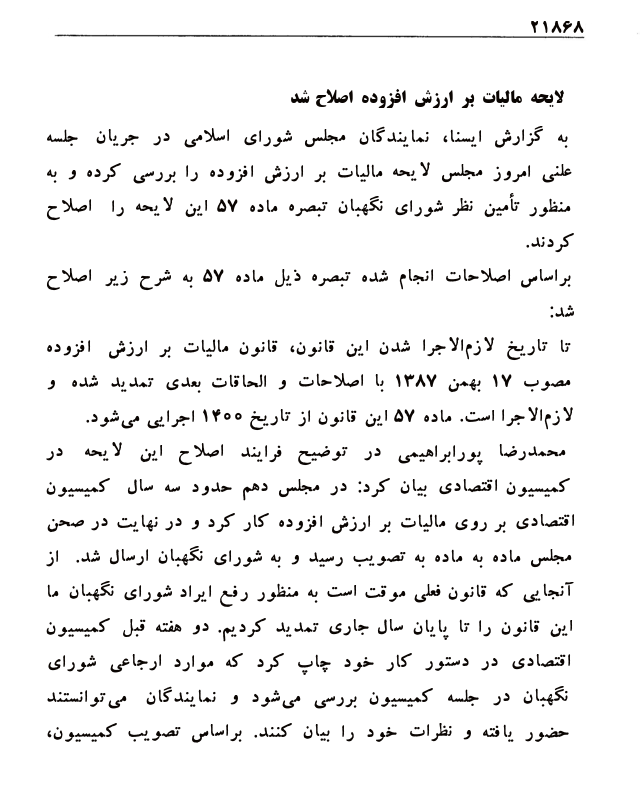 ۲۱۸۶۸
لایحه مالیات بر ارزش افزوده اصلاح شد
به گزارش ایسنا، نمایندگان مجلس شورای اسلامی در جریان جلسه
علنی امروز مجلس لایحه مالیات بر ارزش افزوده را بررسی کرده و به
منظور تأمین نظر شورای نگهبان تبصره ماده ۵۷ این لایحه را اصلاح
کردند.
براساس اصلاحات انجام شده تبصره ذیل ماده ۵۷ به شرح زیر اصلاح
شد:
تا تاریخ لازم‌الاجرا شدن این قانون، قانون مالیات بر ارزش افزوده
مصوب ۱۷ بهمن ۱۳۸۷ با اصلاحات و الحاقات بعدی تمدید شده و
لازم‌الاجرا است. ماده ۵۷ این قانون از تاریخ ۱۴۰۰ اجرایی می‌شود.
محمدرضا پورابراهیمی در توضیح فرایند اصلاح این لایحه در
کمیسیون اقتصادی بیان کرد: در مجلس دهم حدود سه سال کمیسیون
اقتصادی بر روی مالیات بر ارزش افزوده کار کرد و در نهایت در صحن
مجلس ماده به ماده به تصویب رسید و به شورای نگهبان ارسال شد. از
آنجایی که قانون فعلی موقت است به منظور رفع ایراد شورای نگهبان ما
این قانون را تا پایان سال جاری تمدید کردیم. دو هفته قبل کمیسیون
اقتصادی در دستور کار خود چاپ کرد که موارد ارجاعی شورای
نگهبان در جلسه کمیسیون بررسی می‌شود و نمایندگان می‌توانستند
حضور یافته و نظرات خود را بیان کنند. براساس تصویب کمیسیون،